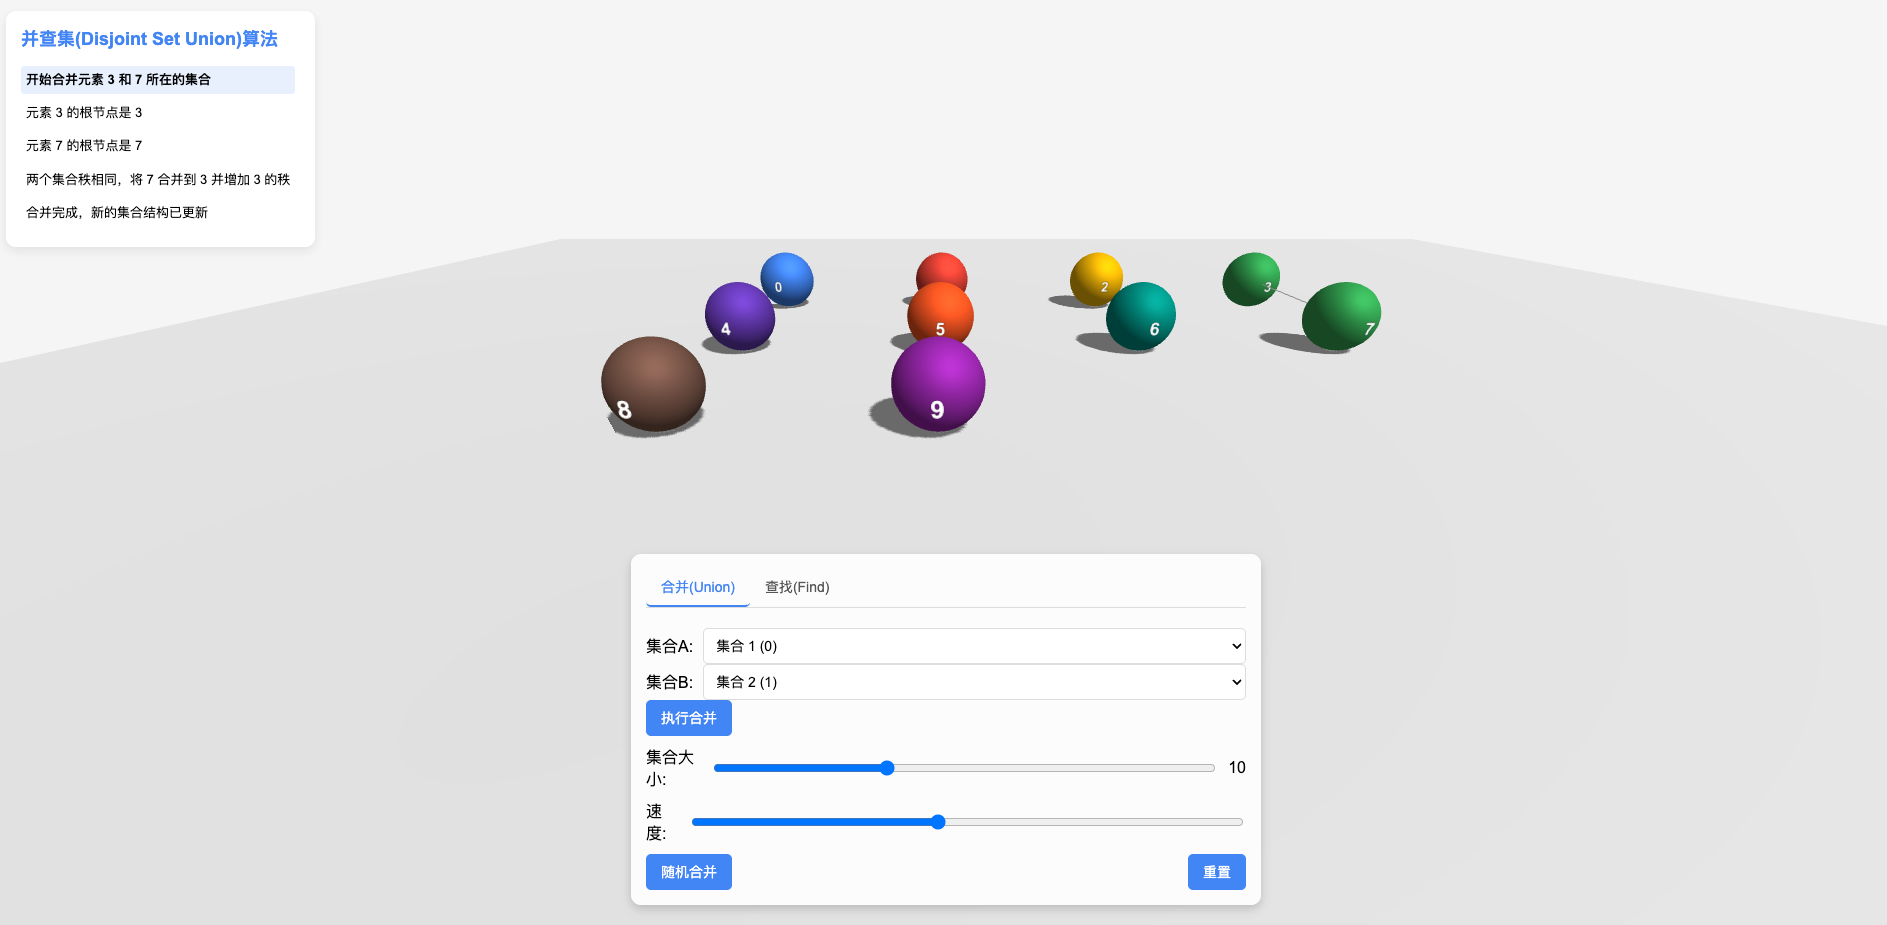 并查集(Disjoint Set Union)算法
开始合并元素 3 和 7 所在的集合
元素 3 的根节点是 3
元素 7 的根节点是 7
两个集合秩相同，将 7 合并到 3 并增加 3 的秩
合并完成，新的集合结构已更新
0
2
3
4
5
6
7
8
9
合并(Union)
查找(Find)
集合A:
集合 1 (0)
集合B:
集合 2 (1)
执行合并
集合大
小:
10
速
度:
随机合并
重置